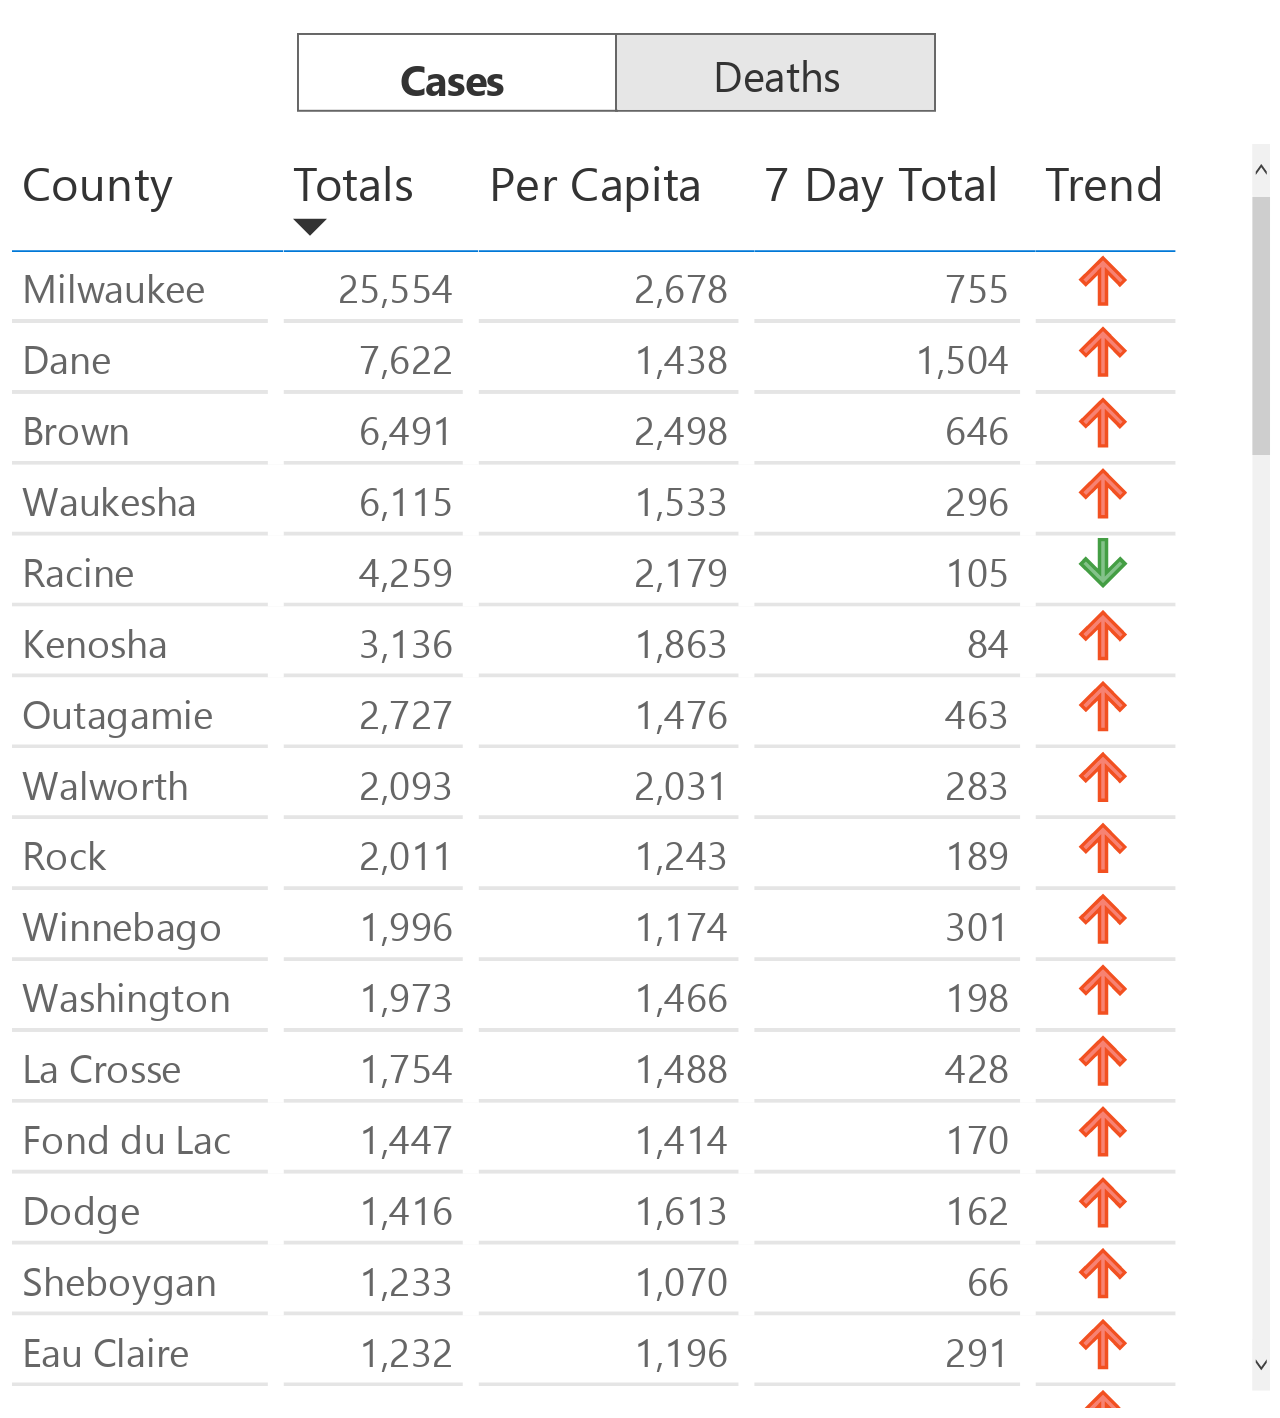 Cases Deaths
County Totals Per Capita 7 Day Total Trend
Milwaukee 25,554 2,678 755
Dane 7,622 1,438 1,504
Brown 6,491 2,498 646
Waukesha 6,115 1,533 296
Racine 4,259 2,179 105
Kenosha 3,136 1,863 84
Outagamie 2,727 1,476 463
Walworth 2,093 2,031 283
Rock 2,011 1,243 189
Winnebago 1,996 1,174 301
Washington 1,973 1,466 198
La Crosse 1,754 1,488 428
Fond du Lac 1,447 1,414 170
Dodge 1,416 1,613 162
Sheboygan 1,233 1,070 66
Eau Claire 1,232 1,196 291